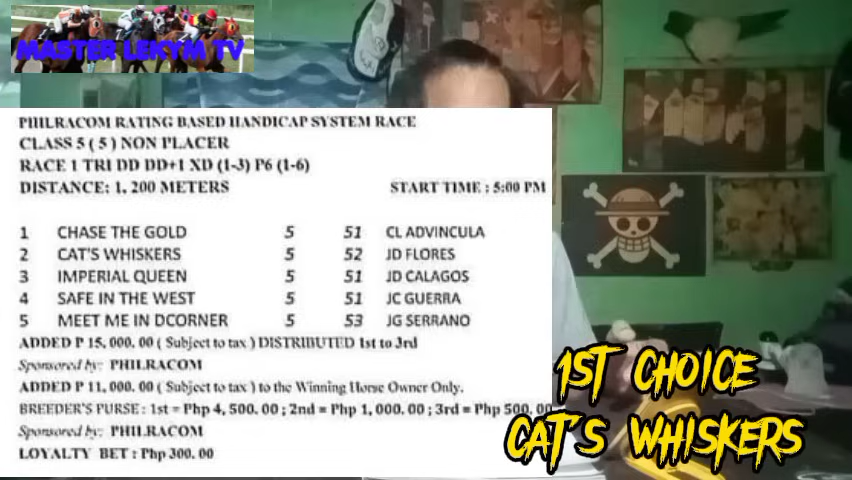 MASTER LEKYM TV
PHILRACOM RATING BASED HANDICAP SYSTEM RACE
CLASS 5 ( 5 ) NON PLACER
RACE 1 TRI DD DD+1 XD (1-3) P6 (1-6)
DISTANCE: 1, 200 METERS START TIME : 5:00 PM
1 CHASE THE GOLD 5 51 CL ADVINCULA
2 CAT'S WHISKERS 5 52 JD FLORES
3 IMPERIAL QUEEN 5 51 JD CALAGOS
4 SAFE IN THE WEST 5 51 JC GUERRA
5 MEET ME IN DCORNER 5 53 JG SERRANO
ADDED P 15, 000. 00 ( Subject to tax ) DISTRIBUTED 1st to 3rd
Sponsored by: PHILRACOM
ADDED P 11, 000. 00 ( Subject to tax ) to the Winning Horse Owner Only.
BREEDER'S PURSE : 1st = Php 4, 500. 00 ; 2nd = Php 1, 000. 00 ; 3rd = Php 500. 00
Sponsored by: PHILRACOM
LOYALTY BET : Php 300. 00
1ST CHOICE
CAT'S WHISKERS